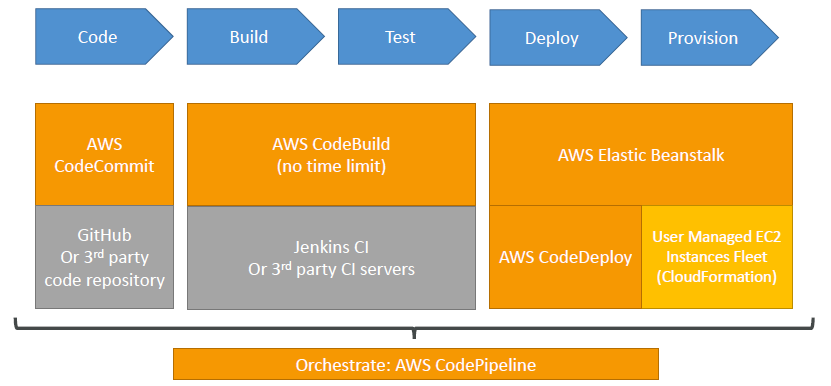 Code
Build
Test
Deploy
Provision
AWS
CodeCommit
AWS CodeBuild
(no time limit)
AWS Elastic Beanstalk
GitHub
Or 3rd party
code repository
Jenkins CI
Or 3rd party CI servers
AWS CodeDeploy
User Managed EC2
Instances Fleet
(CloudFormation)
Orchestrate: AWS CodePipeline